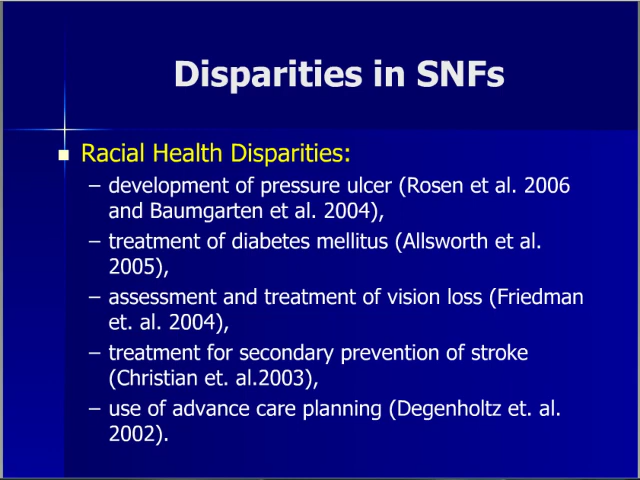 Disparities in SNFs
Racial Health Disparities:
– development of pressure ulcer (Rosen et al. 2006
and Baumgarten et al. 2004),
– treatment of diabetes mellitus (Allsworth et al.
2005),
– assessment and treatment of vision loss (Friedman
et. al. 2004),
– treatment for secondary prevention of stroke
(Christian et. al.2003),
– use of advance care planning (Degenholtz et. al.
2002).